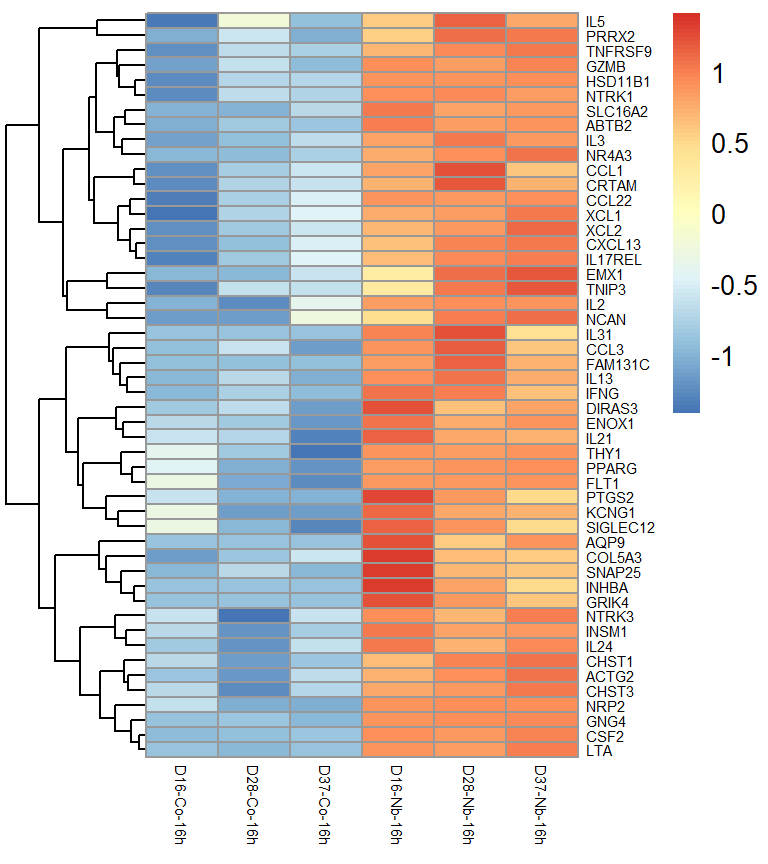 IL5
PRRX2
TNFRSF9
GZMB
HSD11B1
NTRK1
SLC16A2
ABTB2
IL3
NR4A3
CCL1
CRTAM
CCL22
XCL1
XCL2
CXCL13
IL17REL
EMX1
TNIP3
IL2
NCAN
IL31
CCL3
FAM131C
IL13
IFNG
DIRAS3
ENOX1
IL21
THY1
PPARG
FLT1
PTGS2
KCNG1
SIGLEC12
AQP9
COL5A3
SNAP25
INHBA
GRIK4
NTRK3
INSM1
IL24
CHST1
ACTG2
CHST3
NRP2
GNG4
CSF2
LTA
1
0.5
0
-0.5
-1
D16-Co-16h
D28-Co-16h
D37-Co-16h
D16-Nb-16h
D28-Nb-16h
D37-Nb-16h